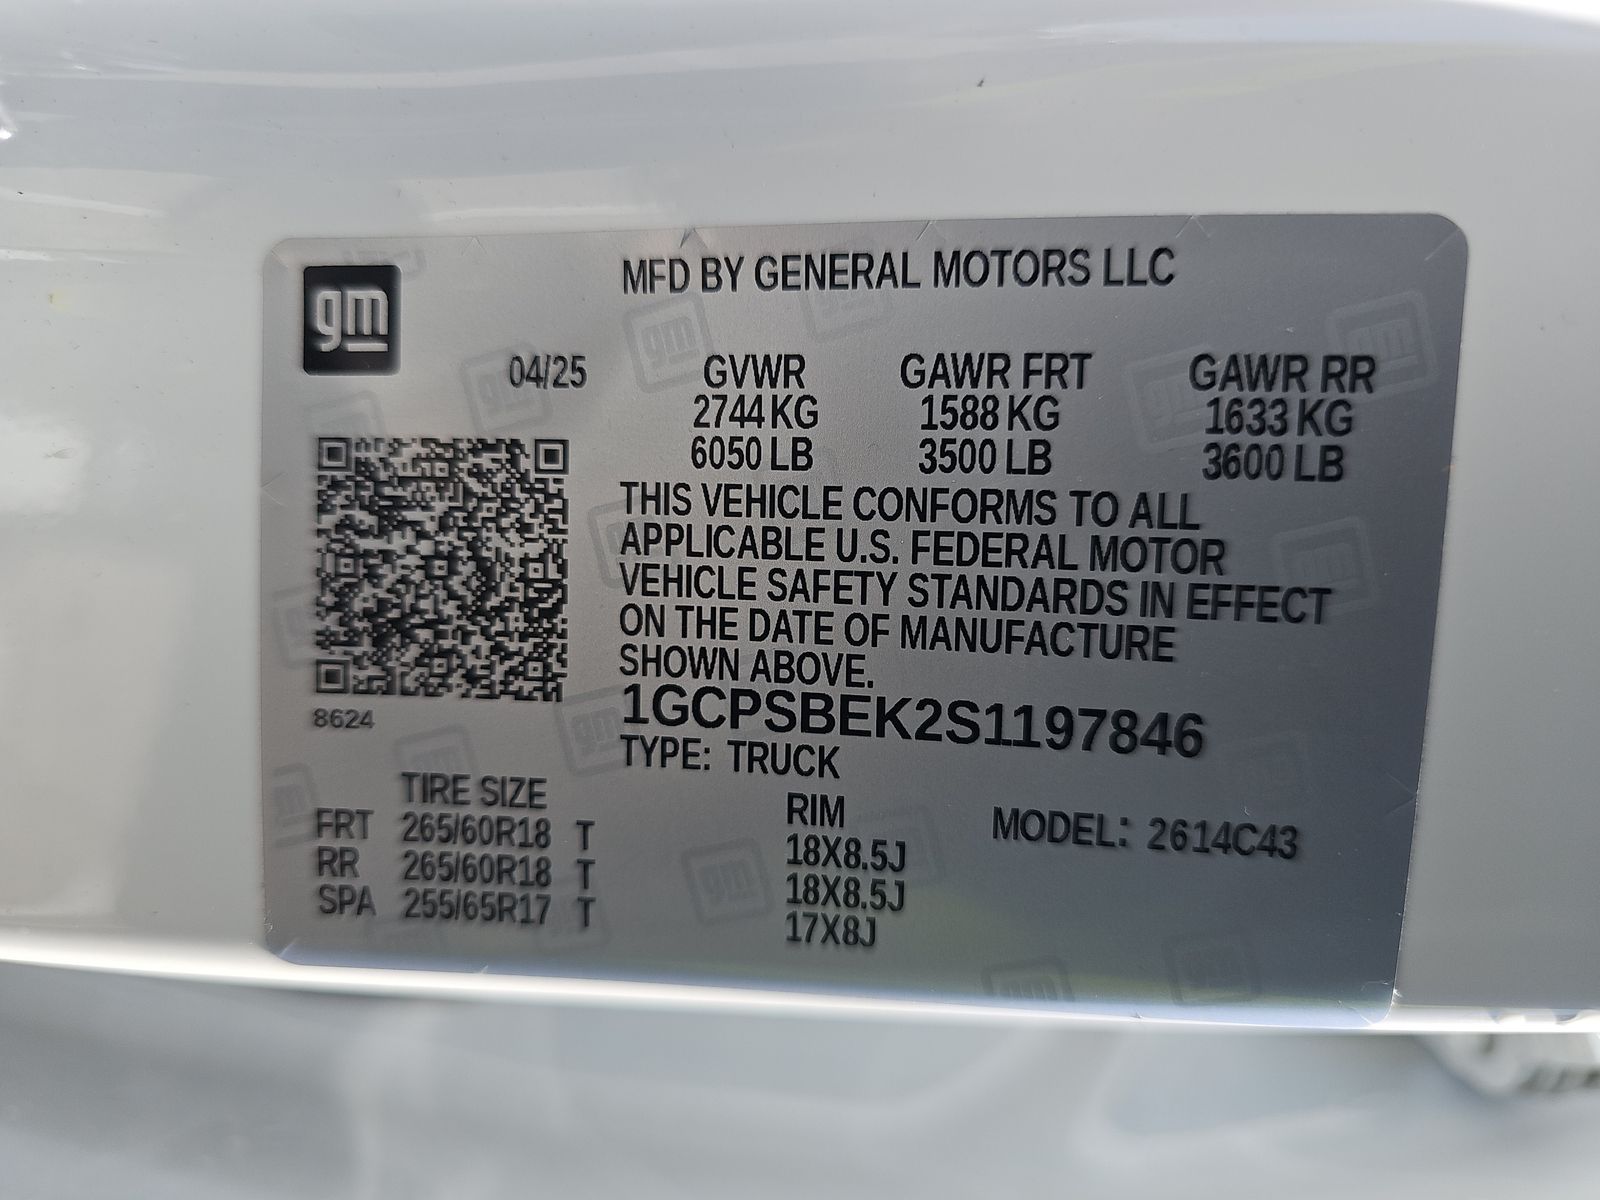 gm
MFD BY GENERAL MOTORS LLC
04/25 GVWR GAWR FRT GAWR RR
2744 KG 1588 KG 1633 KG
6050 LB 3500 LB 3600 LB
THIS VEHICLE CONFORMS TO ALL
APPLICABLE U.S. FEDERAL MOTOR
VEHICLE SAFETY STANDARDS IN EFFECT
ON THE DATE OF MANUFACTURE
SHOWN ABOVE.
8624
1GCPSBEK2S1197846
TYPE: TRUCK
TIRE SIZE RIM MODEL: 2614C43
FRT 265/60R18 T 18X8.5J
RR 265/60R18 T 18X8.5J
SPA 255/65R17 T 17X8J